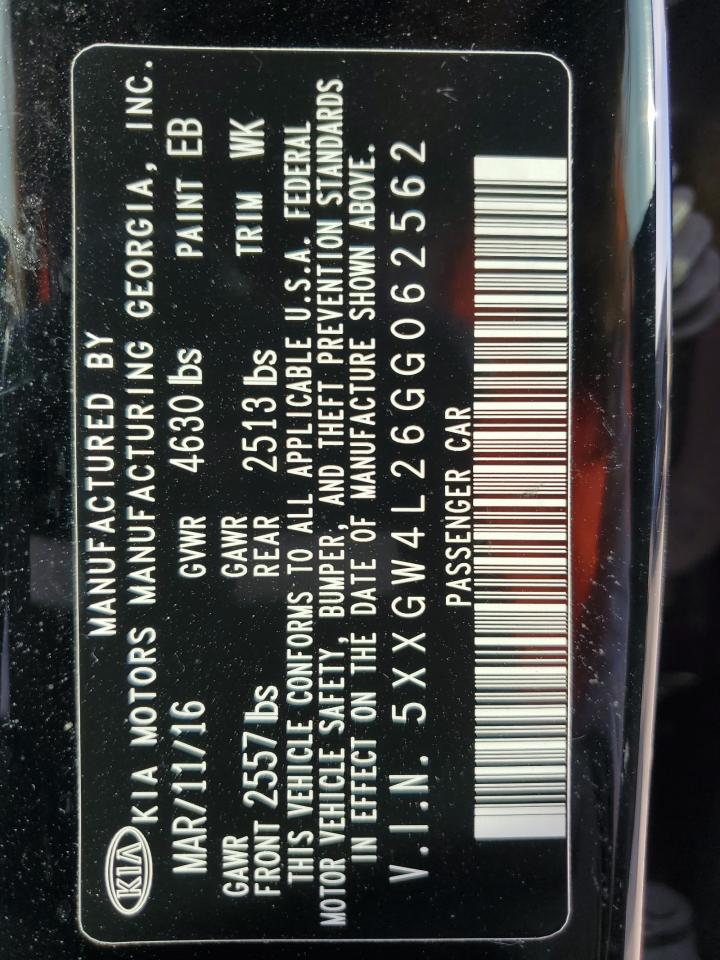 MANUFACTURED BY
KIA KIA MOTORS MANUFACTURING GEORGIA, INC.
MAR/11/16 GVWR 4630 lbs PAINT EB
GAWR FRONT 2557 lbs GAWR REAR 2513 lbs TRIM WK
THIS VEHICLE CONFORMS TO ALL APPLICABLE U.S.A. FEDERAL
MOTOR VEHICLE SAFETY, BUMPER, AND THEFT PREVENTION STANDARDS
IN EFFECT ON THE DATE OF MANUFACTURE SHOWN ABOVE.
V.I.N. 5XXGW4L26GG062562
PASSENGER CAR